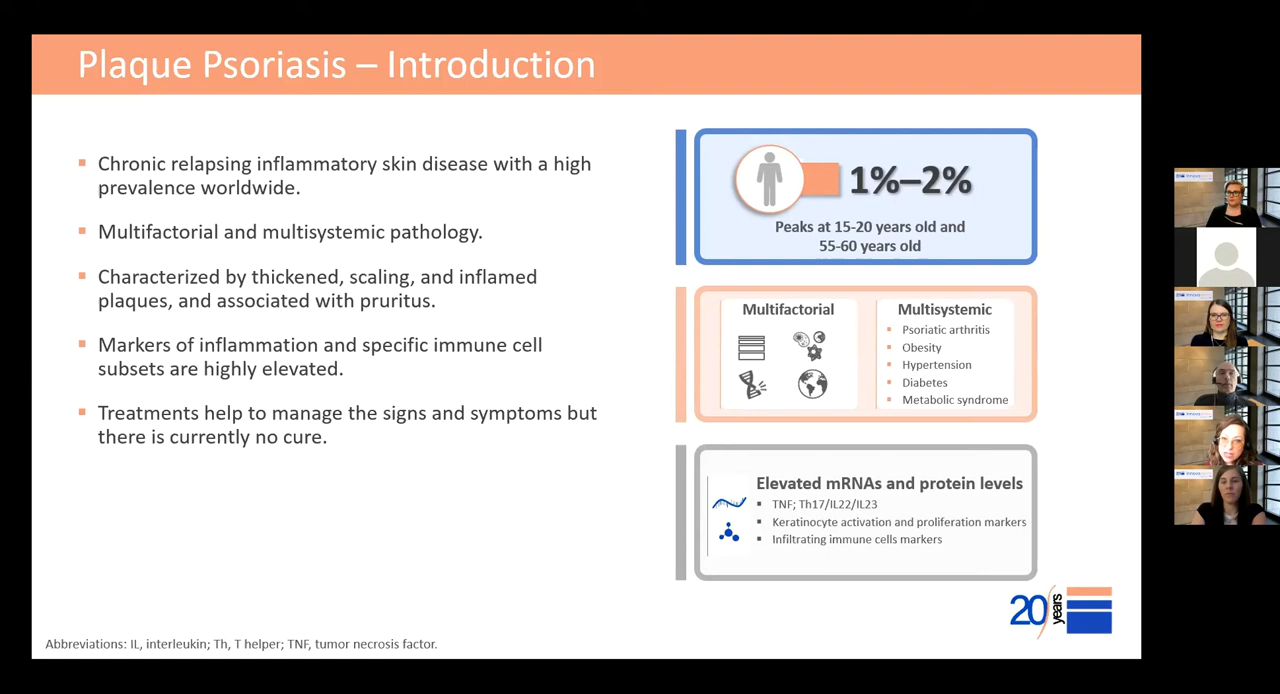 Plaque Psoriasis – Introduction
Chronic relapsing inflammatory skin disease with a high
prevalence worldwide.
Multifactorial and multisystemic pathology.
Characterized by thickened, scaling, and inflamed
plaques, and associated with pruritus.
Markers of inflammation and specific immune cell
subsets are highly elevated.
Treatments help to manage the signs and symptoms but
there is currently no cure.
1%–2%
Peaks at 15-20 years old and
55-60 years old
Multifactorial
Multisystemic
Psoriatic arthritis
Obesity
Hypertension
Diabetes
Metabolic syndrome
Elevated mRNAs and protein levels
TNF; Th17/IL22/IL23
Keratinocyte activation and proliferation markers
Infiltrating immune cells markers
20 years
Abbreviations: IL, interleukin; Th, T helper; TNF, tumor necrosis factor.